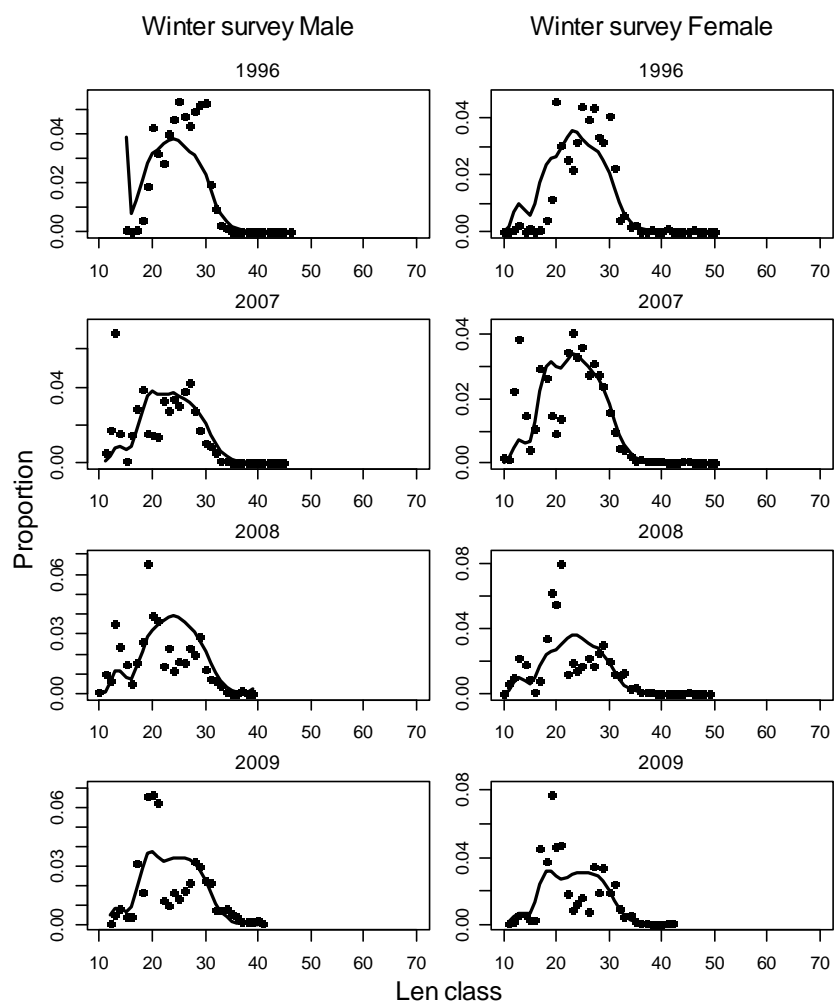 Winter survey Male Winter survey Female
1996 1996
0.00 0.02 0.04 0.00 0.02 0.04
10 20 30 40 50 60 70 10 20 30 40 50 60 70
2007 2007
0.00 0.04 0.00 0.02 0.04
10 20 30 40 50 60 70 10 20 30 40 50 60 70
Proportion
2008 2008
0.00 0.03 0.06 0.00 0.04 0.08
10 20 30 40 50 60 70 10 20 30 40 50 60 70
2009 2009
0.00 0.03 0.06 0.00 0.04 0.08
10 20 30 40 50 60 70 10 20 30 40 50 60 70
Len class